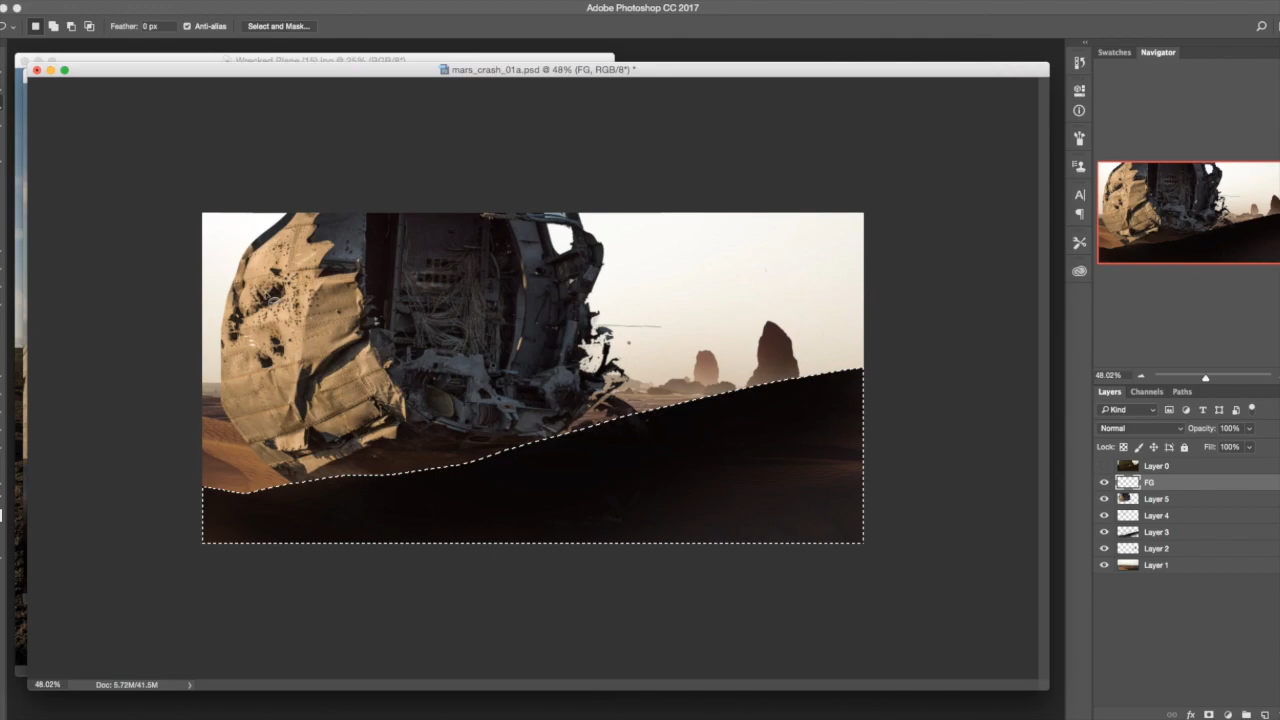 Adobe Photoshop CC 2017
Feather: 0 px
Anti-alias
Select and Mask...
Wrecked Plane (15).jpg @ 25% (RGB/8*)
mars_crash_01a.psd @ 48% (FG, RGB/8*) *
Swatches
Navigator
48.02%
Layers
Channels
Paths
Kind
Normal
Opacity: 100%
Lock:
Fill: 100%
Layer 0
FG
Layer 5
Layer 4
Layer 3
Layer 2
Layer 1
48.02%
Doc: 5.72M/41.5M